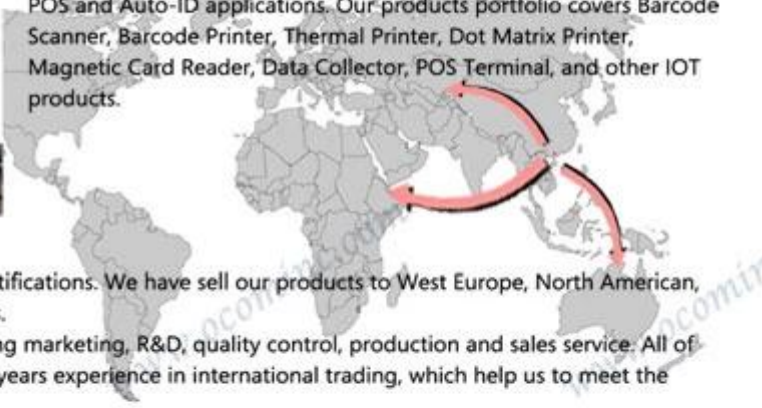 POS and Auto-ID applications. Our products portfolio covers Barcode
Scanner, Barcode Printer, Thermal Printer, Dot Matrix Printer,
Magnetic Card Reader, Data Collector, POS Terminal, and other IOT
products.
tifications. We have sell our products to West Europe, North American,
ng marketing, R&D, quality control, production and sales service. All of
years experience in international trading, which help us to meet the